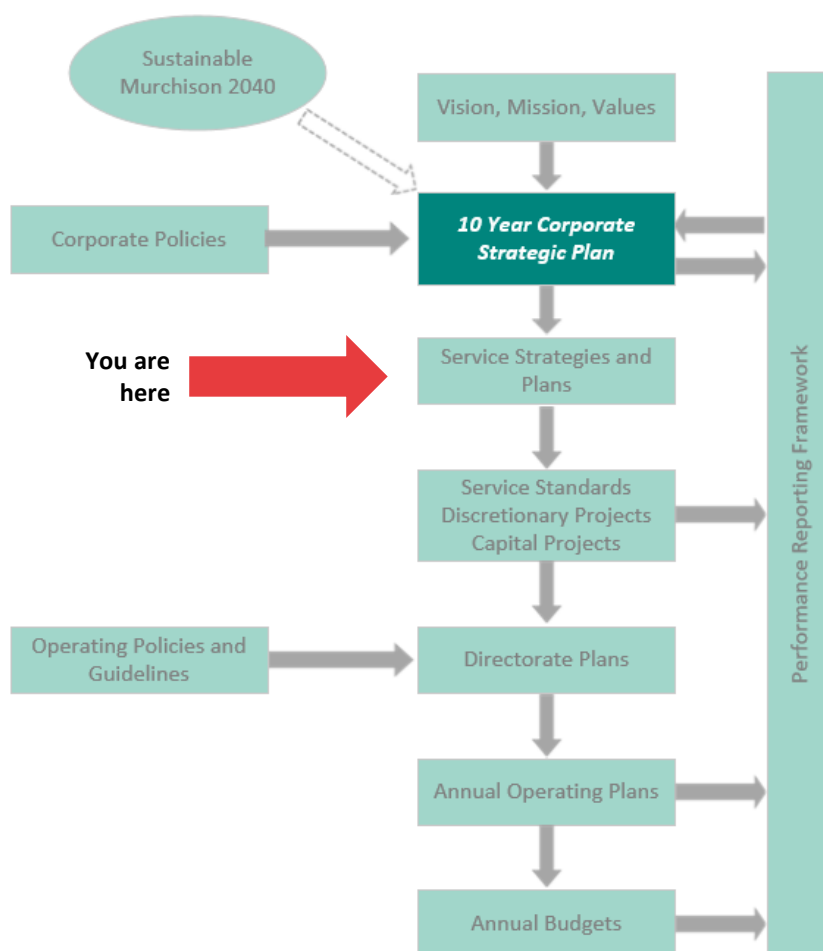 Sustainable
Murchison 2040
Vision, Mission, Values
10 Year Corporate
Strategic Plan
Corporate Policies
You are
here
Service Strategies and
Plans
Service Standards
Discretionary Projects
Capital Projects
Operating Policies and
Guidelines
Directorate Plans
Annual Operating Plans
Annual Budgets
Performance Reporting Framework